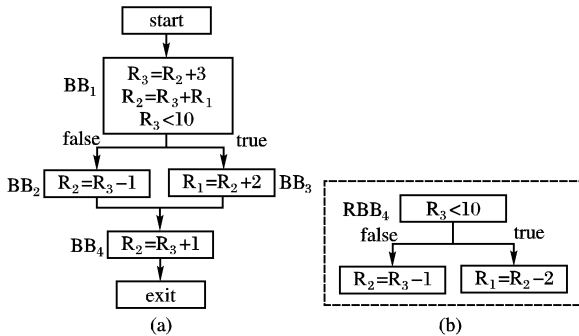 start
BB₁
R₃=R₂+3
R₂=R₃+R₁
R₃<10
false true
BB₂ R₂=R₃−1 R₁=R₂+2 BB₃
BB₄ R₂=R₃+1
exit
(a)
RBB₄ R₃<10
false true
R₂=R₃−1 R₁=R₂−2
(b)